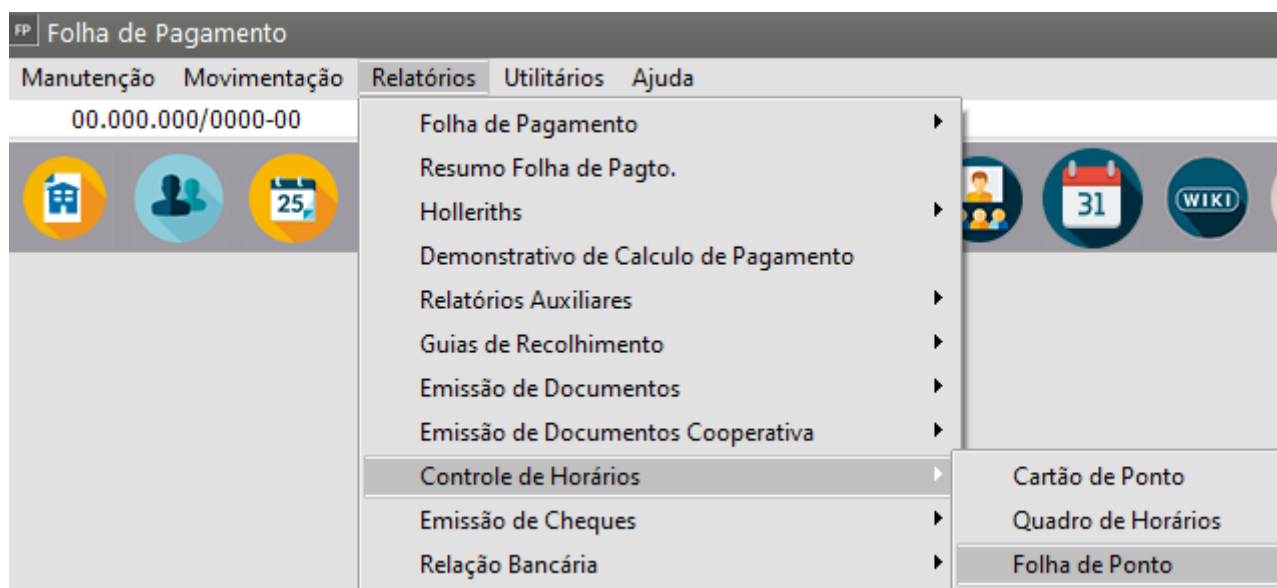 FP Folha de Pagamento
Manutenção Movimentação Relatórios Utilitários Ajuda
00.000.000/0000-00
25
31
WIKI
Folha de Pagamento
Resumo Folha de Pagto.
Holleriths
Demonstrativo de Calculo de Pagamento
Relatórios Auxiliares
Guias de Recolhimento
Emissão de Documentos
Emissão de Documentos Cooperativa
Controle de Horários
Emissão de Cheques
Relação Bancária
Cartão de Ponto
Quadro de Horários
Folha de Ponto